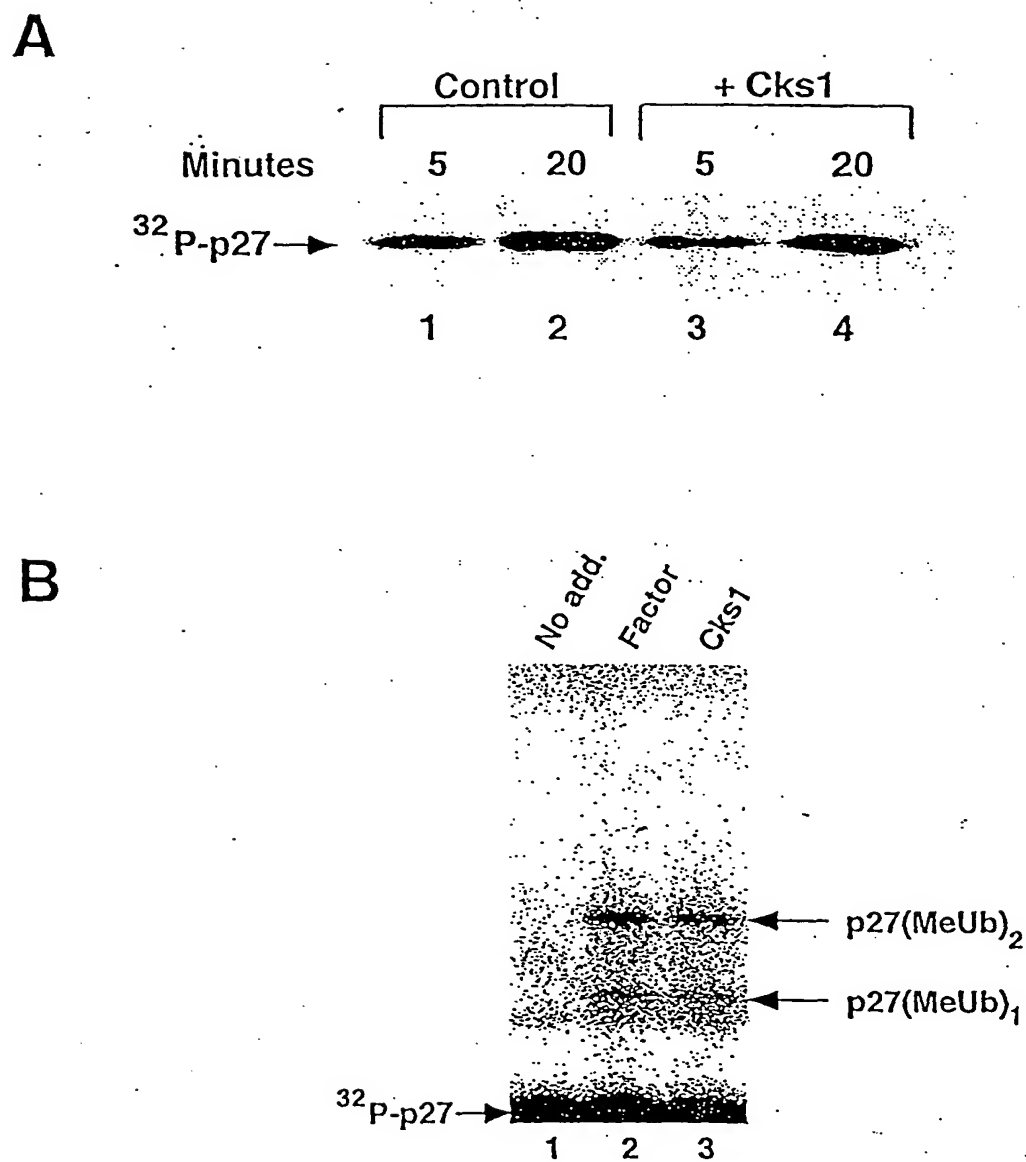 A
Control + Cks1
Minutes 5 20 5 20
32P-p27
1 2 3 4
B
No add. Factor Cks1
p27(MeUb)2
p27(MeUb)1
32P-p27
1 2 3